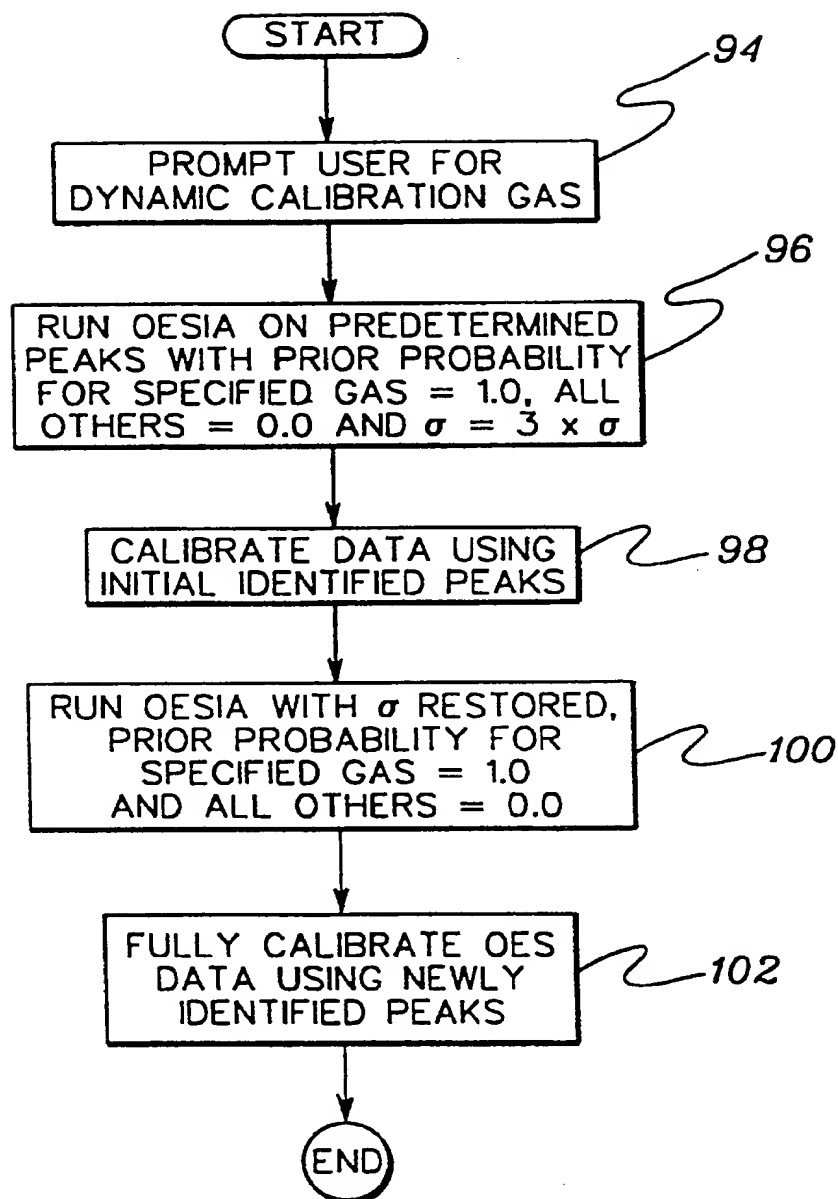 START
94
PROMPT USER FOR
DYNAMIC CALIBRATION GAS
96
RUN OESIA ON PREDETERMINED
PEAKS WITH PRIOR PROBABILITY
FOR SPECIFIED GAS = 1.0, ALL
OTHERS = 0.0 AND σ = 3 x σ
CALIBRATE DATA USING
INITIAL IDENTIFIED PEAKS
98
RUN OESIA WITH σ RESTORED,
PRIOR PROBABILITY FOR
SPECIFIED GAS = 1.0
AND ALL OTHERS = 0.0
100
FULLY CALIBRATE OES
DATA USING NEWLY
IDENTIFIED PEAKS
102
END